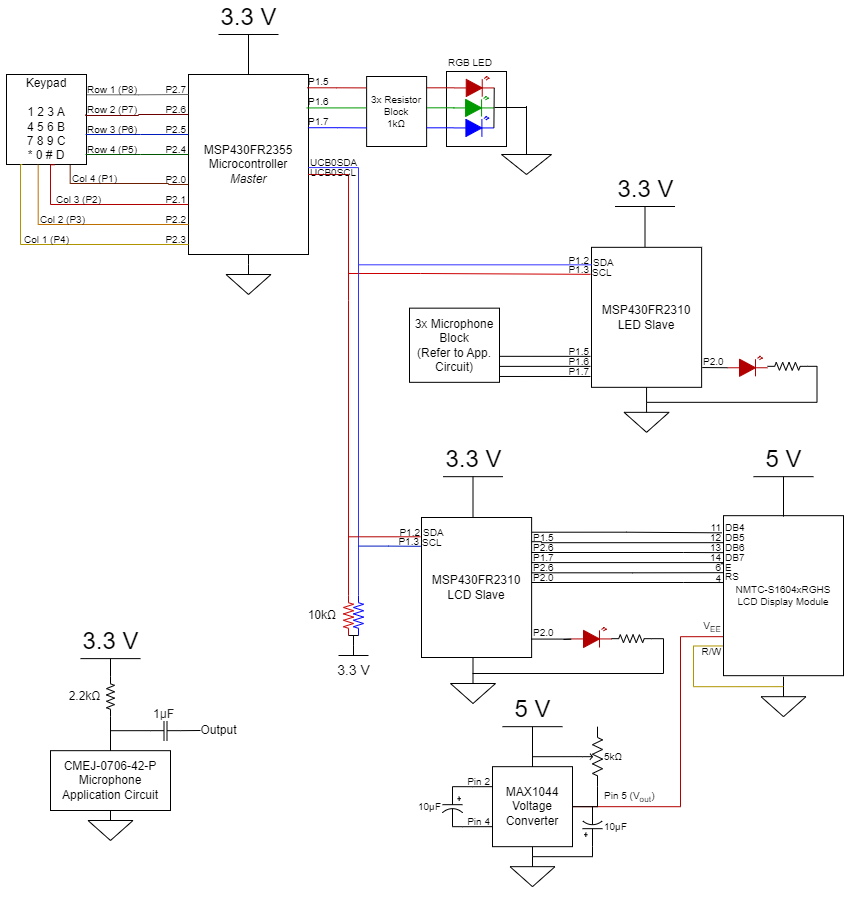 3.3 V
Keypad
1 2 3 A
4 5 6 B
7 8 9 C
* 0 # D
Row 1 (P8)
P2.7
Row 2 (P7)
P2.6
Row 3 (P6)
P2.5
Row 4 (P5)
P2.4
Col 4 (P1)
P2.0
Col 3 (P2)
P2.1
Col 2 (P3)
P2.2
Col 1 (P4)
P2.3
MSP430FR2355
Microcontroller
Master
P1.5
P1.6
P1.7
UCB0SDA
UCB0SCL
3x Resistor
Block
1kΩ
RGB LED
3.3 V
P1.2
SDA
P1.3
SCL
MSP430FR2310
LED Slave
3x Microphone
Block
(Refer to App.
Circuit)
P1.5
P1.6
P1.7
P2.0
3.3 V
P1.2
SDA
P1.3
SCL
MSP430FR2310
LCD Slave
P1.5
P2.6
P1.7
P2.6
P2.0
P2.0
5 V
11
DB4
12
DB5
13
DB6
14
DB7
6
E
4
RS
NMTC-S1604xRGHS
LCD Display Module
VEE
R/W
10kΩ
3.3 V
3.3 V
2.2kΩ
1µF
Output
CMEJ-0706-42-P
Microphone
Application Circuit
5 V
5kΩ
Pin 2
10µF
+
Pin 4
MAX1044
Voltage
Converter
Pin 5 (Vout)
10µF
+